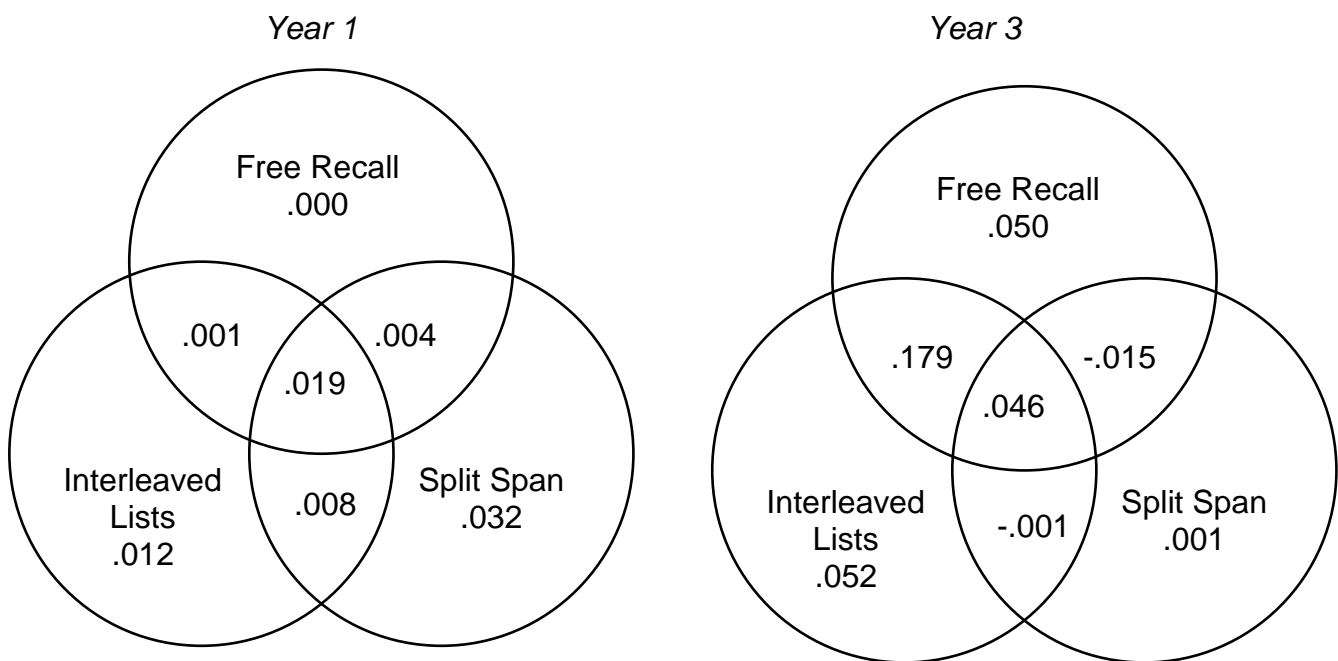 Year 1
Free Recall
.000
.001
.004
.019
Interleaved
Lists
.012
.008
Split Span
.032
Year 3
Free Recall
.050
.179
-.015
.046
Interleaved
Lists
.052
-.001
Split Span
.001